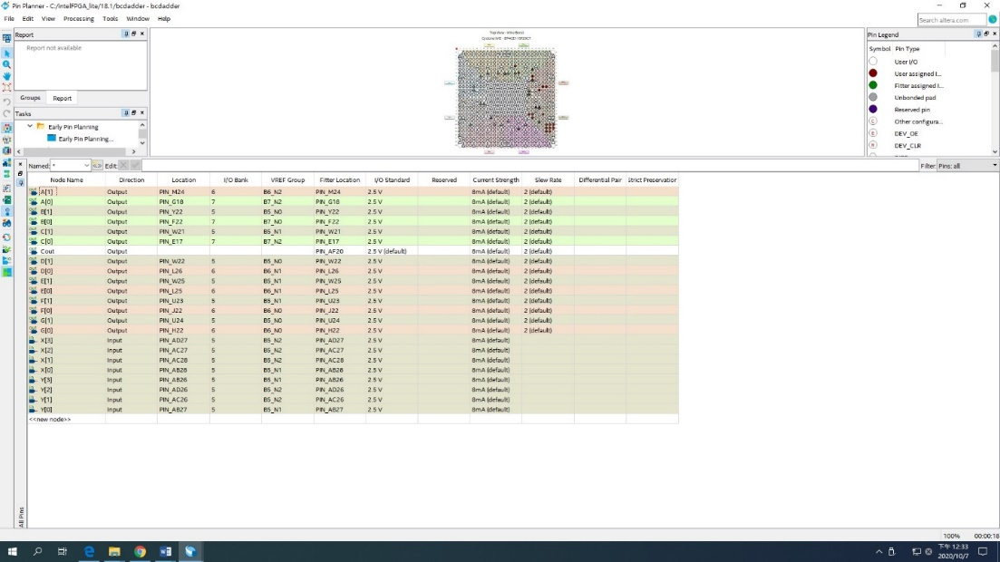 Pin Planner - C:/intelFPGA_lite/18.1/bcdadder - bcdadder
File Edit View Processing Tools Window Help
Search altera.com
Report
Report not available
Groups Report
Tasks
Early Pin Planning
Early Pin Planning...
Top View - Wire Bond
Pin Legend
Symbol Pin Type
User I/O
User assigned I...
Fitter assigned I...
Unbonded pad
Reserved pin
Other configura...
DEV_OE
DEV_CLR
Named: * Edit: Filter: Pins: all
Node Name Direction Location I/O Bank VREF Group Fitter Location I/O Standard Reserved Current Strength Slew Rate Differential Pair Strict Preservation
A[1] Output PIN_M24 6 B6_N2 PIN_M24 2.5 V 8mA (default) 2 (default)
A[0] Output PIN_G18 7 B7_N2 PIN_G18 2.5 V 8mA (default) 2 (default)
B[1] Output PIN_Y22 5 B5_N0 PIN_Y22 2.5 V 8mA (default) 2 (default)
B[0] Output PIN_F22 7 B7_N0 PIN_F22 2.5 V 8mA (default) 2 (default)
C[1] Output PIN_W21 5 B5_N1 PIN_W21 2.5 V 8mA (default) 2 (default)
C[0] Output PIN_E17 7 B7_N2 PIN_E17 2.5 V 8mA (default) 2 (default)
Cout Output PIN_AF20 2.5 V (default) 8mA (default) 2 (default)
D[1] Output PIN_W22 5 B5_N0 PIN_W22 2.5 V 8mA (default) 2 (default)
D[0] Output PIN_L26 6 B6_N1 PIN_L26 2.5 V 8mA (default) 2 (default)
E[1] Output PIN_W25 5 B5_N1 PIN_W25 2.5 V 8mA (default) 2 (default)
E[0] Output PIN_L25 6 B6_N1 PIN_L25 2.5 V 8mA (default) 2 (default)
F[1] Output PIN_U23 5 B5_N1 PIN_U23 2.5 V 8mA (default) 2 (default)
F[0] Output PIN_J22 6 B6_N0 PIN_J22 2.5 V 8mA (default) 2 (default)
G[1] Output PIN_U24 5 B5_N0 PIN_U24 2.5 V 8mA (default) 2 (default)
G[0] Output PIN_H22 6 B6_N0 PIN_H22 2.5 V 8mA (default) 2 (default)
X[3] Input PIN_AD27 5 B5_N2 PIN_AD27 2.5 V 8mA (default)
X[2] Input PIN_AC27 5 B5_N2 PIN_AC27 2.5 V 8mA (default)
X[1] Input PIN_AC28 5 B5_N2 PIN_AC28 2.5 V 8mA (default)
X[0] Input PIN_AB28 5 B5_N1 PIN_AB28 2.5 V 8mA (default)
Y[3] Input PIN_AB26 5 B5_N1 PIN_AB26 2.5 V 8mA (default)
Y[2] Input PIN_AD26 5 B5_N2 PIN_AD26 2.5 V 8mA (default)
Y[1] Input PIN_AC26 5 B5_N2 PIN_AC26 2.5 V 8mA (default)
Y[0] Input PIN_AB27 5 B5_N1 PIN_AB27 2.5 V 8mA (default)
<<new node>>
All Pins
100% 00:00:18
下午 12:33
2020/10/7